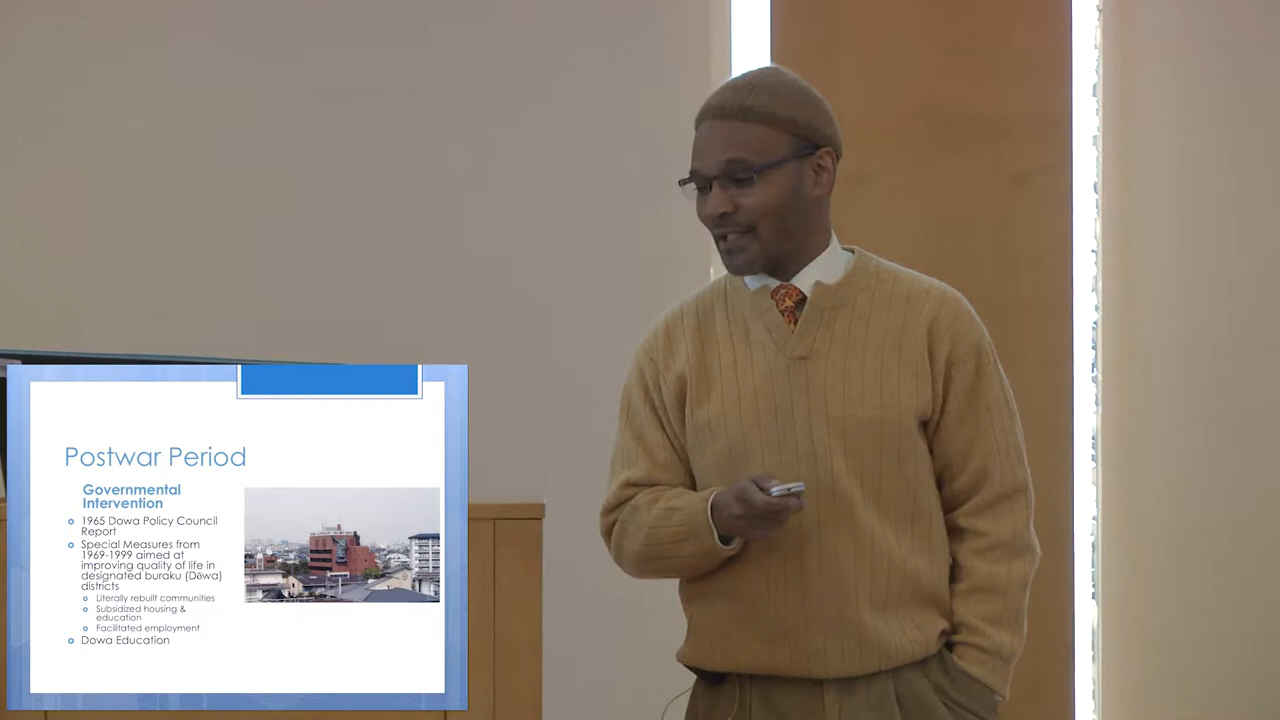 Postwar Period
Governmental
Intervention
1965 Dowa Policy Council
Report
Special Measures from
1969-1999 aimed at
improving quality of life in
designated buraku (Dōwa)
districts
Literally rebuilt communities
Subsidized housing &
education
Facilitated employment
Dowa Education